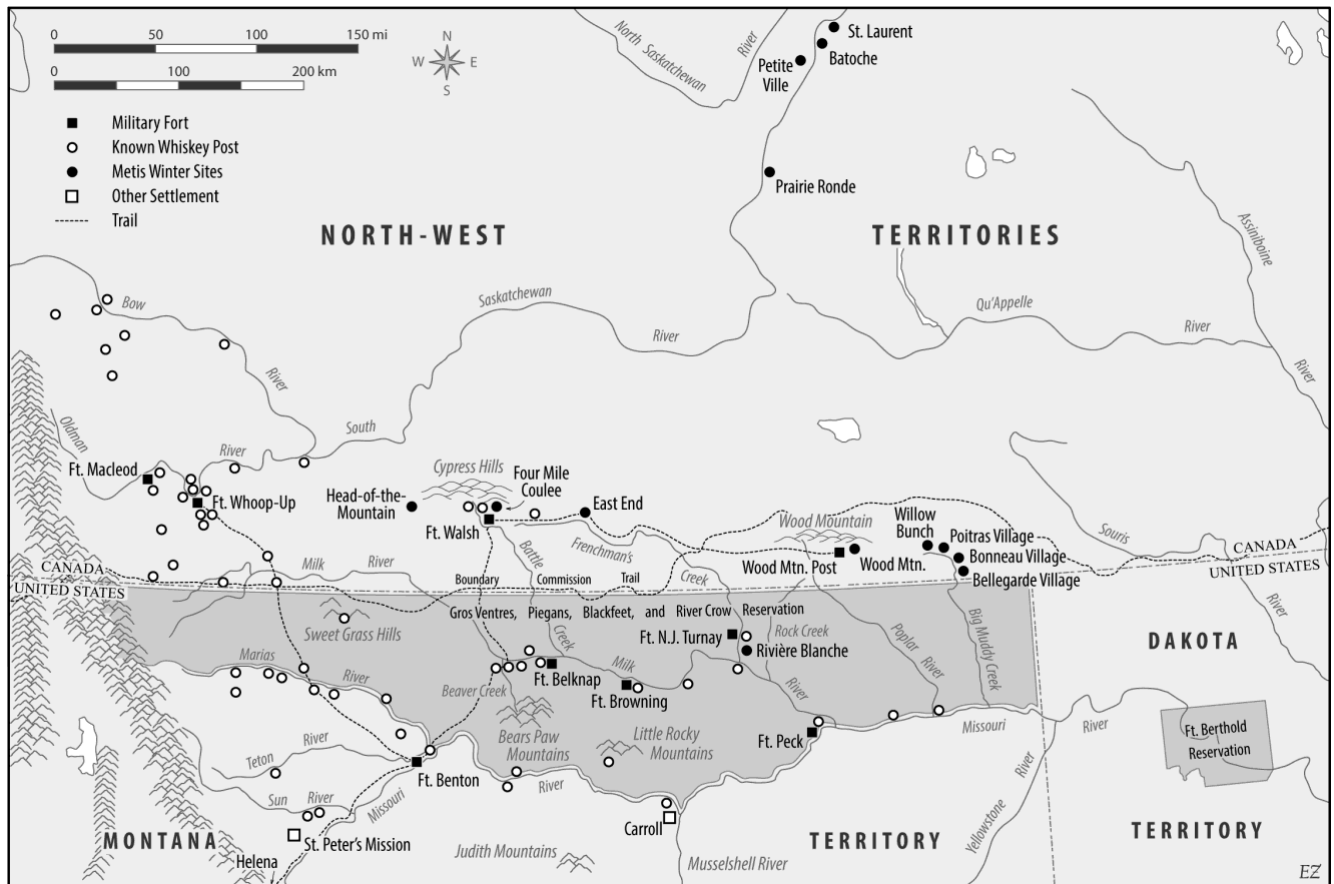 0 50 100 150 mi
0 100 200 km
N
W E
S
Military Fort
Known Whiskey Post
Metis Winter Sites
Other Settlement
Trail
North Saskatchewan
River
St. Laurent
Batoche
Petite
Ville
Prairie Ronde
NORTH-WEST
TERRITORIES
Assiniboine
River
Bow
River
Saskatchewan
River
Qu'Appelle
River
Oldman
River
South
Ft. Macleod
Ft. Whoop-Up
Cypress Hills
Four Mile
Coulee
Head-of-the-
Mountain
Ft. Walsh
East End
Wood Mountain
Willow
Bunch
Poitras Village
Bonneau Village
Bellegarde Village
Wood Mtn. Post
Wood Mtn.
Souris
River
Battle
Creek
Frenchman's
Creek
River
CANADA
UNITED STATES
CANADA
UNITED STATES
Milk River
Boundary Commission Trail
Gros Ventres, Piegans, Blackfeet, and River Crow Reservation
Sweet Grass Hills
Ft. N.J. Turnay
Rock Creek
Rivière Blanche
Poplar
River
Big Muddy Creek
DAKOTA
Marias
River
Beaver Creek
Ft. Belknap
Milk
Ft. Browning
Bears Paw
Mountains
Little Rocky
Mountains
Ft. Peck
Missouri
River
Ft. Berthold
Reservation
Teton
River
Ft. Benton
Missouri
River
Sun River
Yellowstone
River
MONTANA
St. Peter's Mission
Helena
Judith Mountains
Carroll
Musselshell River
TERRITORY
TERRITORY
EZ